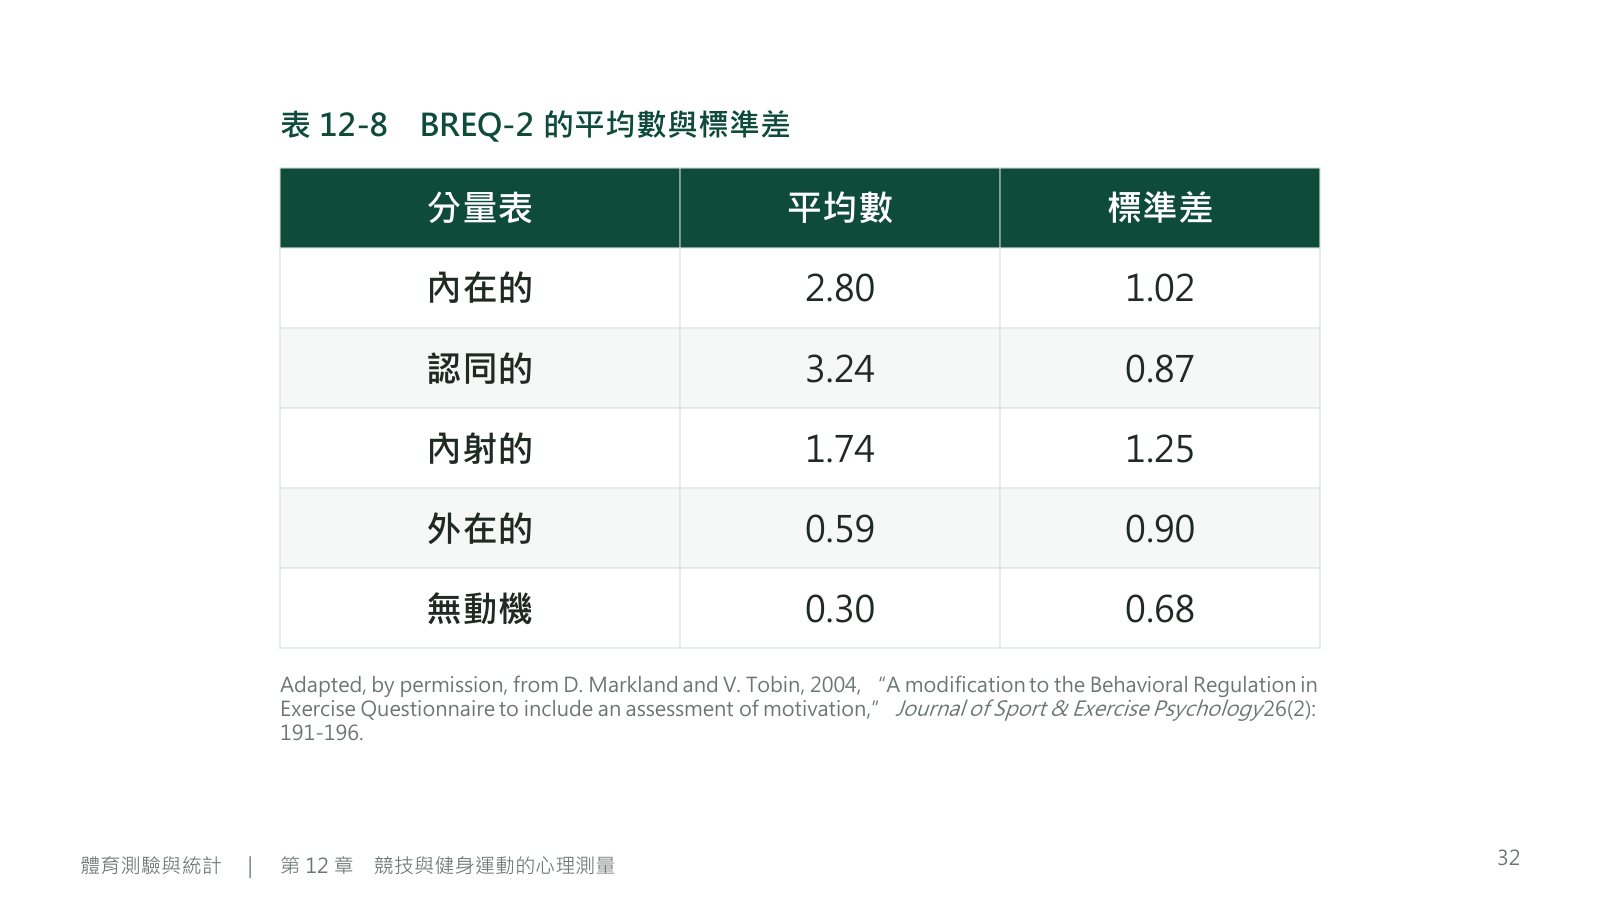 表 12-8　BREQ-2 的平均數與標準差
分量表 平均數 標準差
內在的 2.80 1.02
認同的 3.24 0.87
內射的 1.74 1.25
外在的 0.59 0.90
無動機 0.30 0.68
Adapted, by permission, from D. Markland and V. Tobin, 2004, “A modification to the Behavioral Regulation in
Exercise Questionnaire to include an assessment of motivation,” Journal of Sport & Exercise Psychology26(2):
191-196.
體育測驗與統計　|　第 12 章　競技與健身運動的心理測量
32